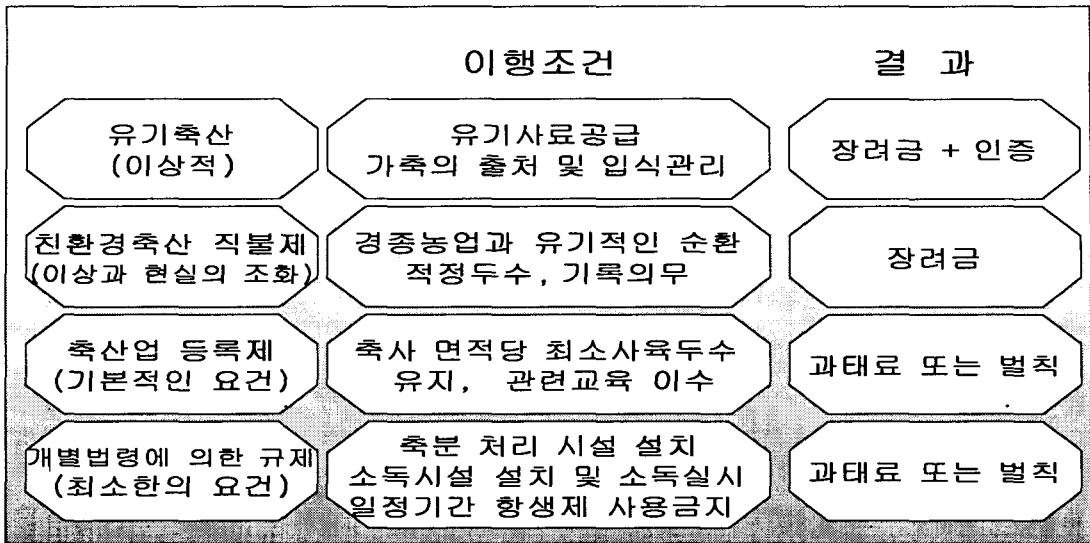 이행조건 결 과
유기축산
(이상적)
유기사료공급
가축의 출처 및 입식관리
장려금 + 인증
친환경축산 직불제
(이상과 현실의 조화)
경종농업과 유기적인 순환
적정두수, 기록의무
장려금
축산업 등록제
(기본적인 요건)
축사 면적당 최소사육두수
유지, 관련교육 이수
과태료 또는 벌칙
개별법령에 의한 규제
(최소한의 요건)
축분 처리 시설 설치
소독시설 설치 및 소독실시
일정기간 항생제 사용금지
과태료 또는 벌칙